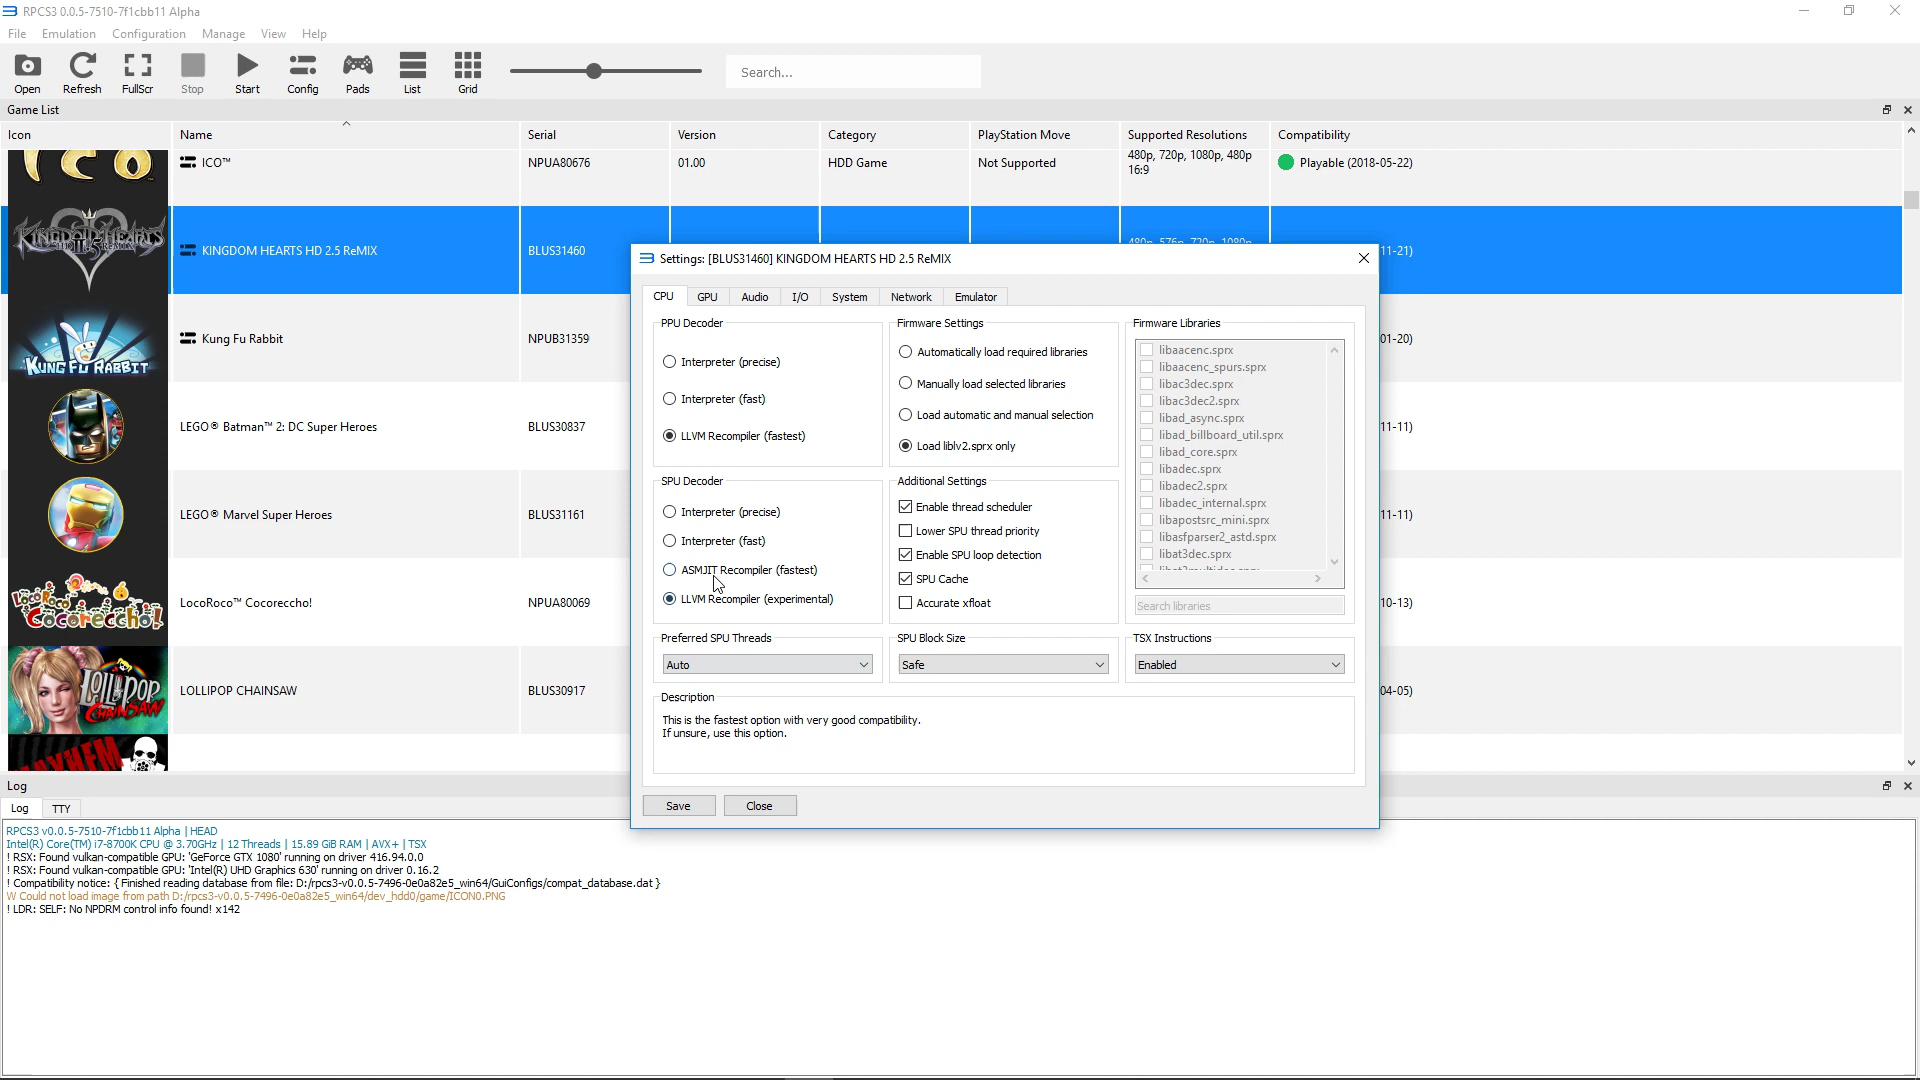 RPCS3 0.0.5-7510-7f1cbb11 Alpha
File Emulation Configuration Manage View Help
Open Refresh FullScr Stop Start Config Pads List Grid
Search...
Game List
Icon Name Serial Version Category PlayStation Move Supported Resolutions Compatibility
ICO ICO™ NPUA80676 01.00 HDD Game Not Supported 480p, 720p, 1080p, 480p Playable (2018-05-22)
16:9
KINGDOM HEARTS HD 2.5 ReMIX KINGDOM HEARTS HD 2.5 ReMIX BLUS31460 480p, 576p, 720p, 1080p 11-21)
KUNG FU RABBIT Kung Fu Rabbit NPUB31359 01-20)
LEGO® Batman™ 2: DC Super Heroes BLUS30837 11-11)
LEGO® Marvel Super Heroes BLUS31161 11-11)
LocoRoco Cocoreccho! LocoRoco™ Cocoreccho! NPUA80069 10-13)
LOLLIPOP CHAINSAW LOLLIPOP CHAINSAW BLUS30917 04-05)
MAYHEM
Settings: [BLUS31460] KINGDOM HEARTS HD 2.5 ReMIX
CPU GPU Audio I/O System Network Emulator
PPU Decoder
Interpreter (precise)
Interpreter (fast)
LLVM Recompiler (fastest)
Firmware Settings
Automatically load required libraries
Manually load selected libraries
Load automatic and manual selection
Load liblv2.sprx only
Firmware Libraries
libaacenc.sprx
libaacenc_spurs.sprx
libac3dec.sprx
libac3dec2.sprx
libad_async.sprx
libad_billboard_util.sprx
libad_core.sprx
libadec.sprx
libadec2.sprx
libadec_internal.sprx
libapostsrc_mini.sprx
libasfparser2_astd.sprx
libat3dec.sprx
Search libraries
SPU Decoder
Interpreter (precise)
Interpreter (fast)
ASMJIT Recompiler (fastest)
LLVM Recompiler (experimental)
Additional Settings
Enable thread scheduler
Lower SPU thread priority
Enable SPU loop detection
SPU Cache
Accurate xfloat
Preferred SPU Threads
Auto
SPU Block Size
Safe
TSX Instructions
Enabled
Description
This is the fastest option with very good compatibility.
If unsure, use this option.
Save Close
Log
Log TTY
RPCS3 v0.0.5-7510-7f1cbb11 Alpha | HEAD
Intel(R) Core(TM) i7-8700K CPU @ 3.70GHz | 12 Threads | 15.89 GiB RAM | AVX+ | TSX
! RSX: Found vulkan-compatible GPU: 'GeForce GTX 1080' running on driver 416.94.0.0
! RSX: Found vulkan-compatible GPU: 'Intel(R) UHD Graphics 630' running on driver 0.16.2
! Compatibility notice: { Finished reading database from file: D:/rpcs3-v0.0.5-7496-0e0a82e5_win64/GuiConfigs/compat_database.dat }
W Could not load image from path D:/rpcs3-v0.0.5-7496-0e0a82e5_win64/dev_hdd0/game/ICON0.PNG
! LDR: SELF: No NPDRM control info found! x142